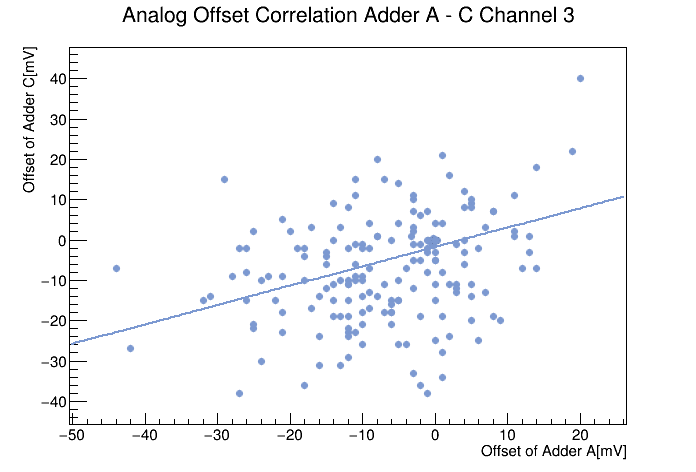 Analog Offset Correlation Adder A - C Channel 3
Offset of Adder C[mV]
40
30
20
10
0
−10
−20
−30
−40
−50 −40 −30 −20 −10 0 10 20
Offset of Adder A[mV]